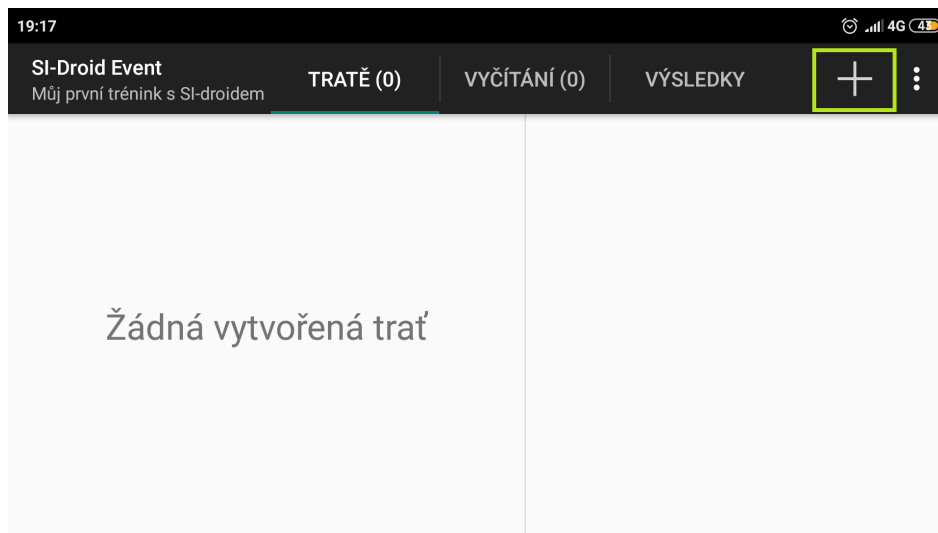 19:17
4G 43
SI-Droid Event
Můj první trénink s SI-droidem
TRATĚ (0)
VYČÍTÁNÍ (0)
VÝSLEDKY
Žádná vytvořená trať